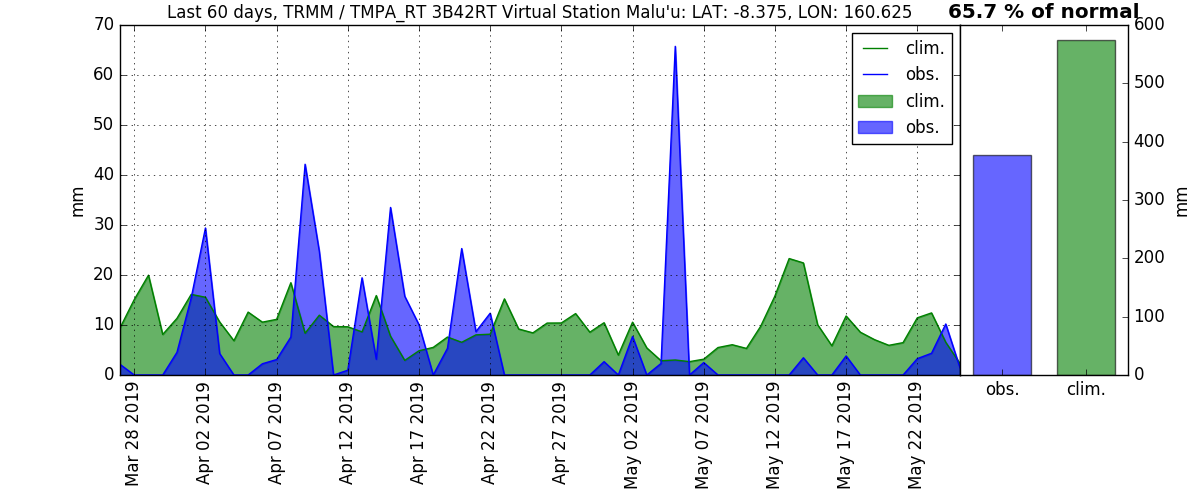 Last 60 days, TRMM / TMPA_RT 3B42RT Virtual Station Malu'u: LAT: -8.375, LON: 160.625
65.7 % of normal
70
60
50
40
30
20
10
0
mm
clim.
obs.
clim.
obs.
Mar 28 2019
Apr 02 2019
Apr 07 2019
Apr 12 2019
Apr 17 2019
Apr 22 2019
Apr 27 2019
May 02 2019
May 07 2019
May 12 2019
May 17 2019
May 22 2019
600
500
400
300
200
100
0
mm
obs.
clim.